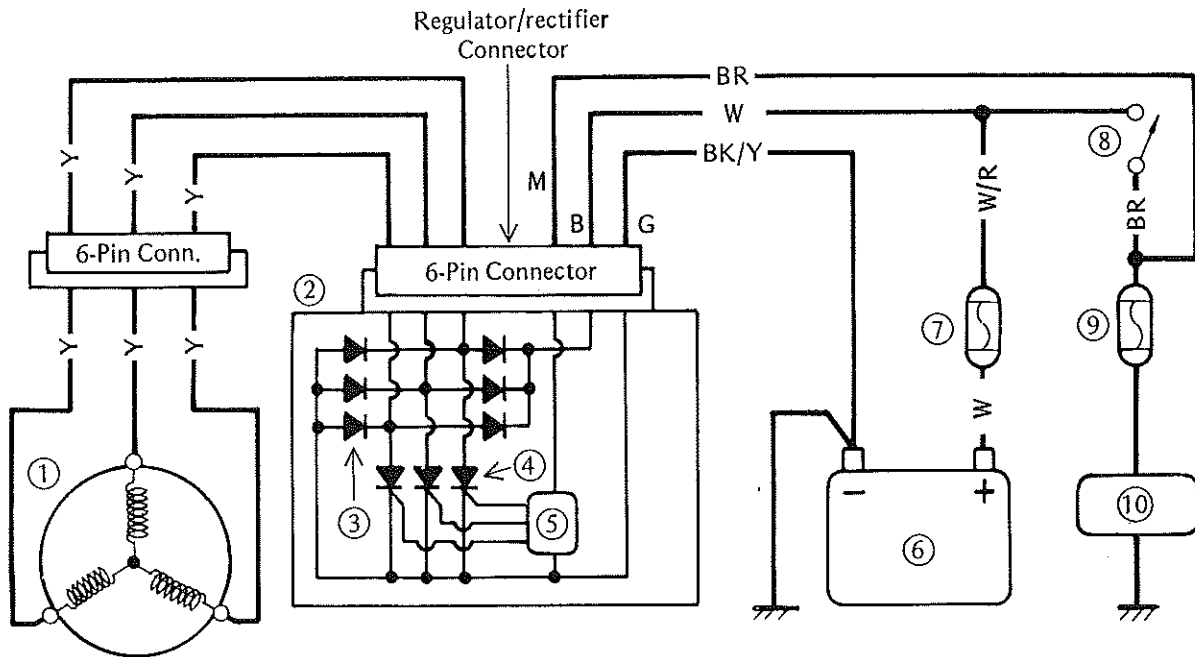 Regulator/rectifier
Connector
BR
W
BK/Y
Y
Y
Y
M
B
G
⑧
W/R
BR
6-Pin Conn.
6-Pin Connector
②
⑦
⑨
Y
Y
Y
W
①
④
③
⑤
−
+
⑥
⑩